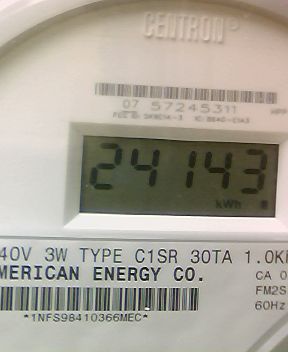 CENTRON®
07 57245311
24143
kWh
40V 3W TYPE C1SR 30TA 1.0K
MERICAN ENERGY CO.
CA 0
FM2S
60Hz
*1NFS98410366MEC*